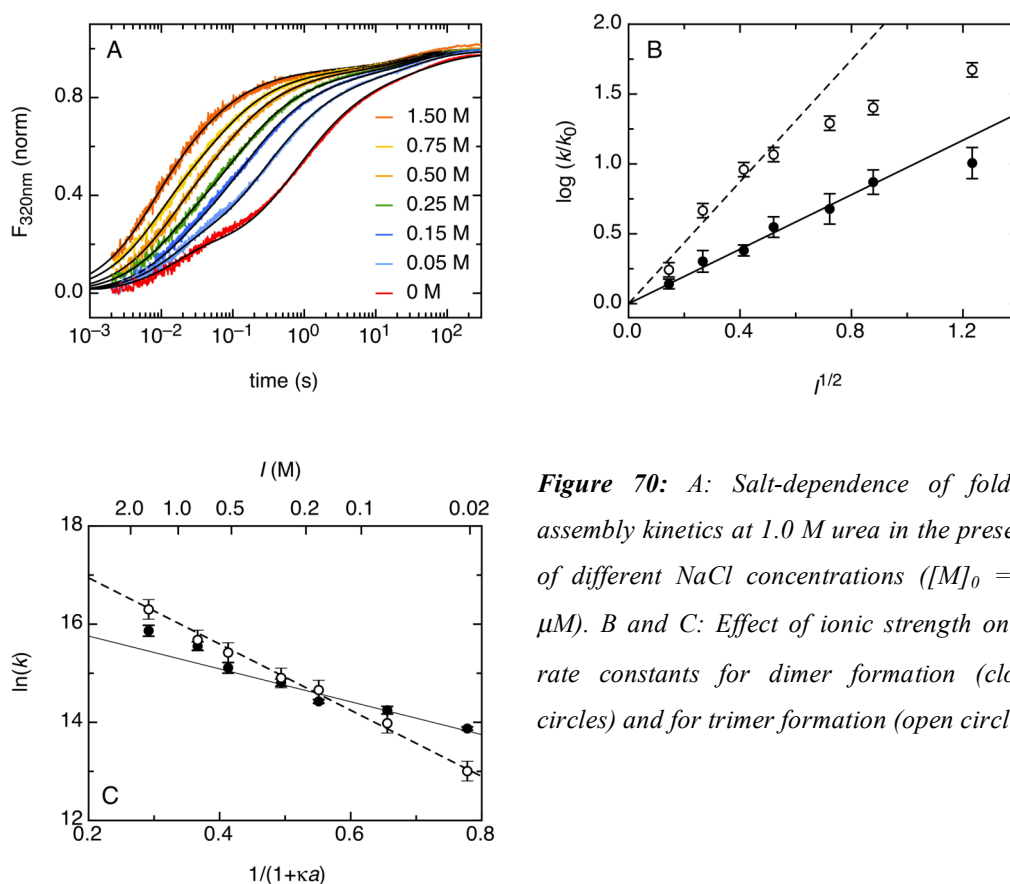 A
F320nm (norm)
0.8
0.4
0.0
1.50 M
0.75 M
0.50 M
0.25 M
0.15 M
0.05 M
0 M
10−3 10−2 10−1 100 101 102
time (s)
B
log (k/k0)
2.0
1.5
1.0
0.5
0.0
0.0 0.4 0.8 1.2
I1/2
I (M)
2.0 1.0 0.5 0.2 0.1 0.02
18
16
14
12
ln(k)
C
0.2 0.4 0.6 0.8
1/(1+κa)
Figure 70: A: Salt-dependence of fold
assembly kinetics at 1.0 M urea in the prese
of different NaCl concentrations ([M]0 =
μM). B and C: Effect of ionic strength on
rate constants for dimer formation (clo
circles) and for trimer formation (open circl